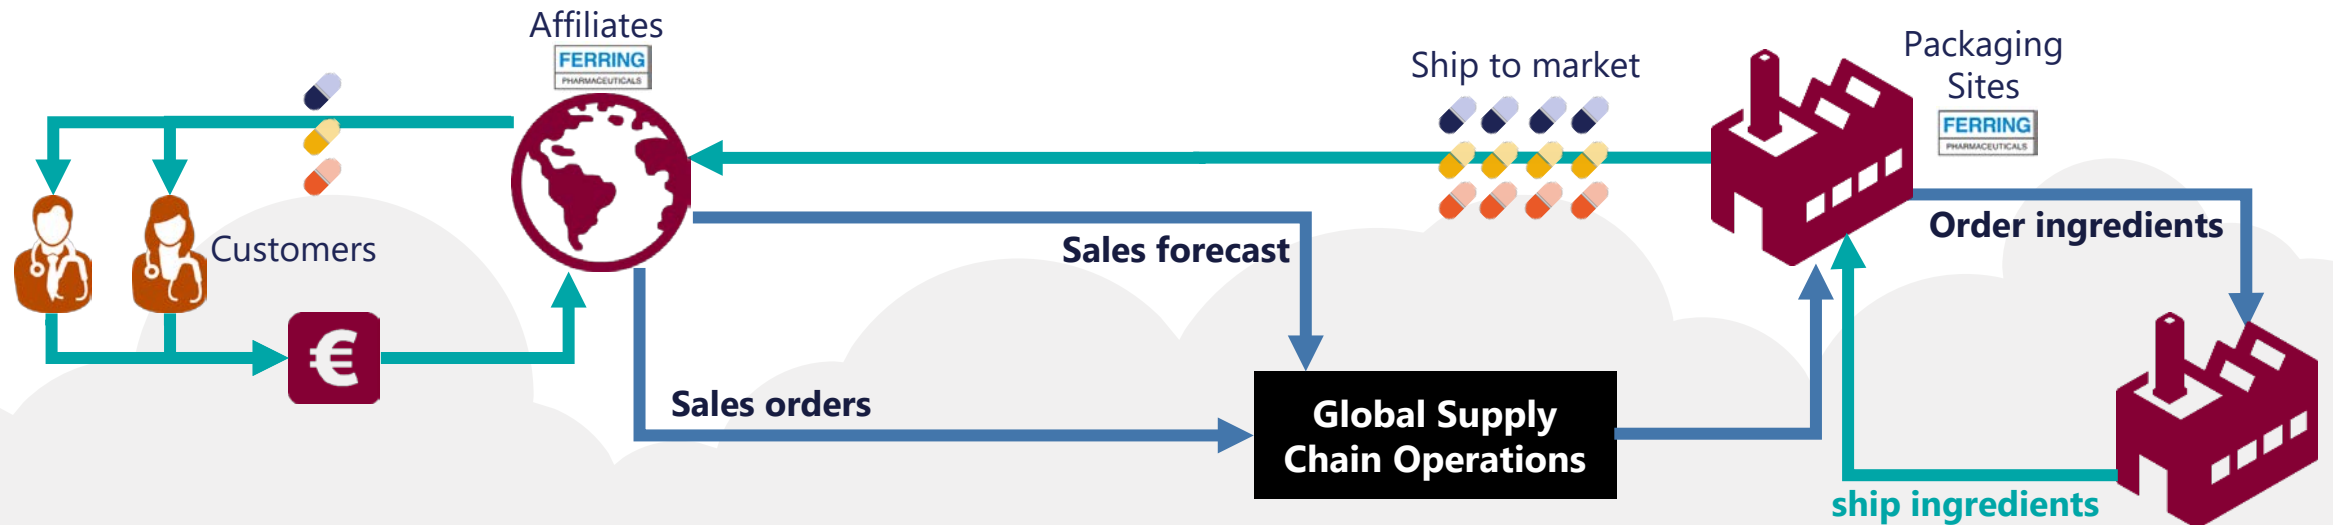 Affiliates
FERRING
PHARMACEUTICALS
Ship to market
Packaging
Sites
FERRING
PHARMACEUTICALS
Customers
Sales forecast
Order ingredients
€
Sales orders
Global Supply
Chain Operations
ship ingredients